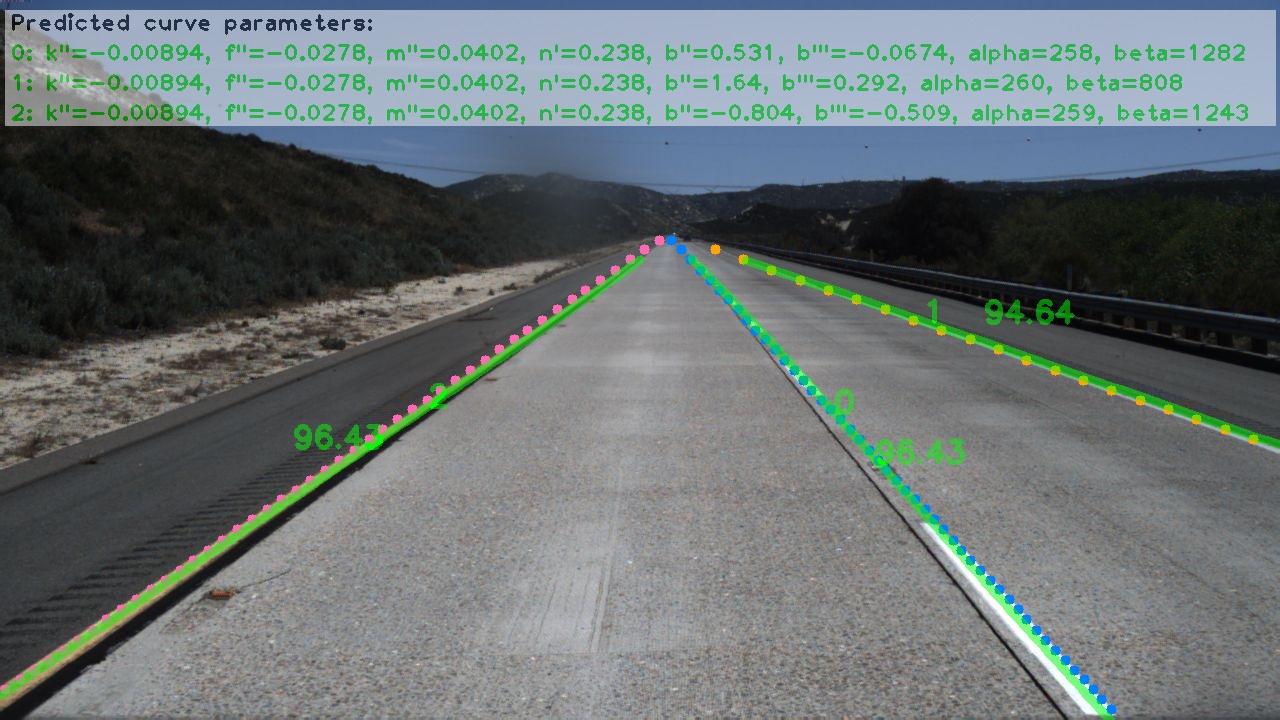 Predicted curve parameters:
0: k''=-0.00894, f''=-0.0278, m''=0.0402, n'=0.238, b''=0.531, b'''=-0.0674, alpha=258, beta=1282
1: k''=-0.00894, f''=-0.0278, m''=0.0402, n'=0.238, b''=1.64, b'''=0.292, alpha=260, beta=808
2: k''=-0.00894, f''=-0.0278, m''=0.0402, n'=0.238, b''=-0.804, b'''=-0.509, alpha=259, beta=1243
1 94.64
2
0
96.43
96.43